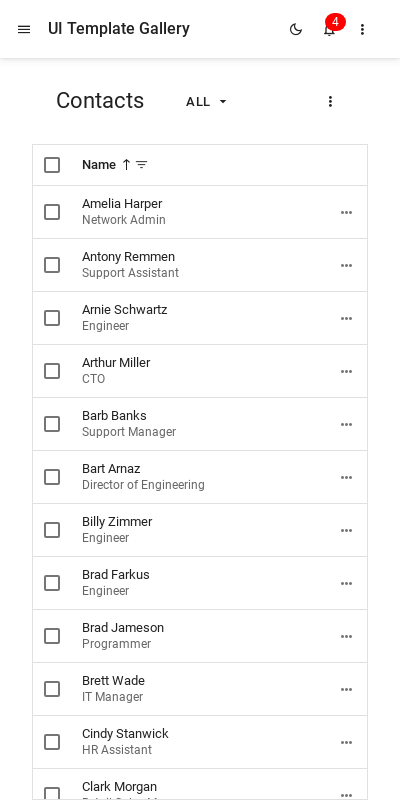 UI Template Gallery
4
Contacts
ALL
Name
Amelia Harper
Network Admin
Antony Remmen
Support Assistant
Arnie Schwartz
Engineer
Arthur Miller
CTO
Barb Banks
Support Manager
Bart Arnaz
Director of Engineering
Billy Zimmer
Engineer
Brad Farkus
Engineer
Brad Jameson
Programmer
Brett Wade
IT Manager
Cindy Stanwick
HR Assistant
Clark Morgan